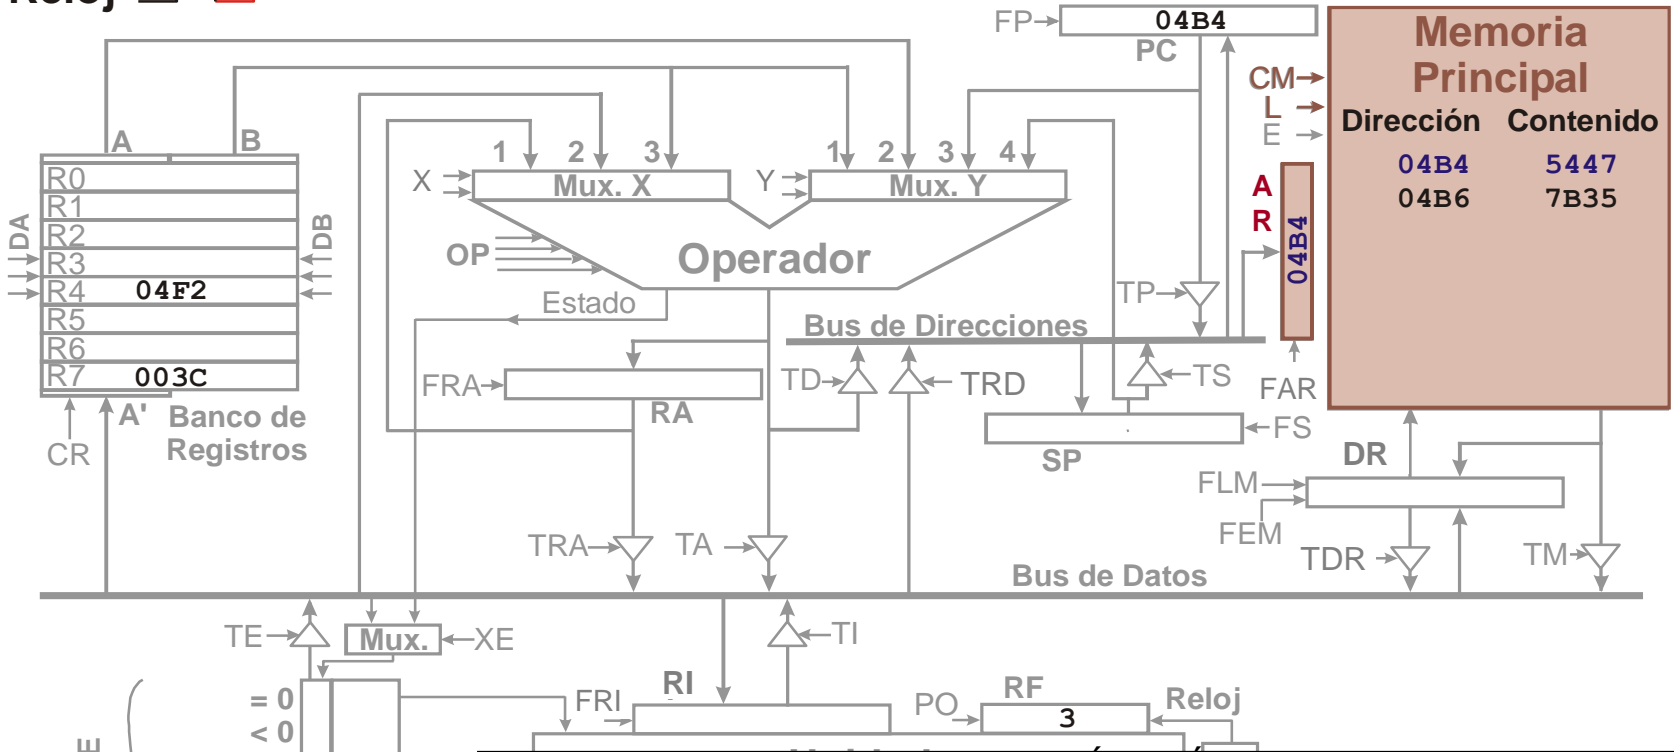 Reloj
FP
04B4
PC
Memoria
Principal
CM
L
E
Dirección Contenido
04B4 5447
04B6 7B35
A
R
04B4
FAR
A B
R0
R1
R2
R3
R4 04F2
R5
R6
R7 003C
DA
DB
A'
CR
Banco de
Registros
1 2 3
X
Mux. X
1 2 3 4
Y
Mux. Y
OP
Operador
Estado
TP
Bus de Direcciones
FRA
RA
TD
TRD
TS
SP
FS
DR
FLM
FEM
TRA
TA
TDR
TM
Bus de Datos
TE
Mux.
XE
TI
= 0
< 0
E
FRI
RI
PO
RF
3
Reloj